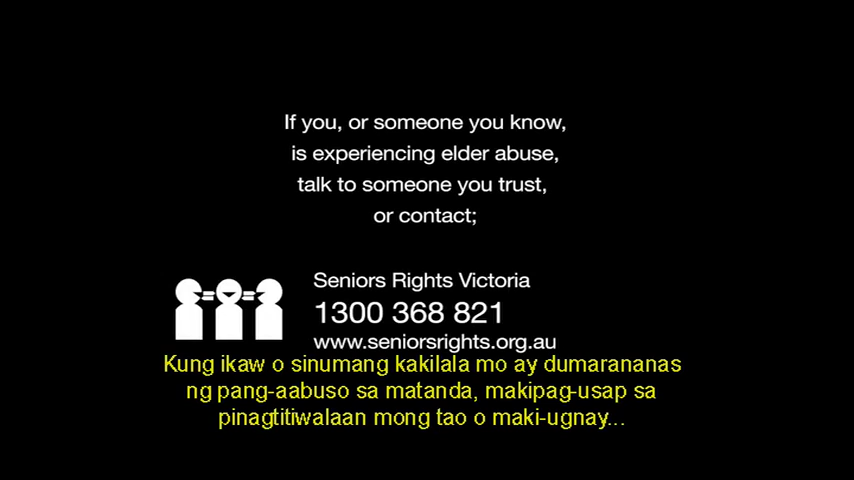 If you, or someone you know,
is experiencing elder abuse,
talk to someone you trust,
or contact;
Seniors Rights Victoria
1300 368 821
www.seniorsrights.org.au
Kung ikaw o sinumang kakilala mo ay dumarananas
ng pang-aabuso sa matanda, makipag-usap sa
pinagtitiwalaan mong tao o maki-ugnay...